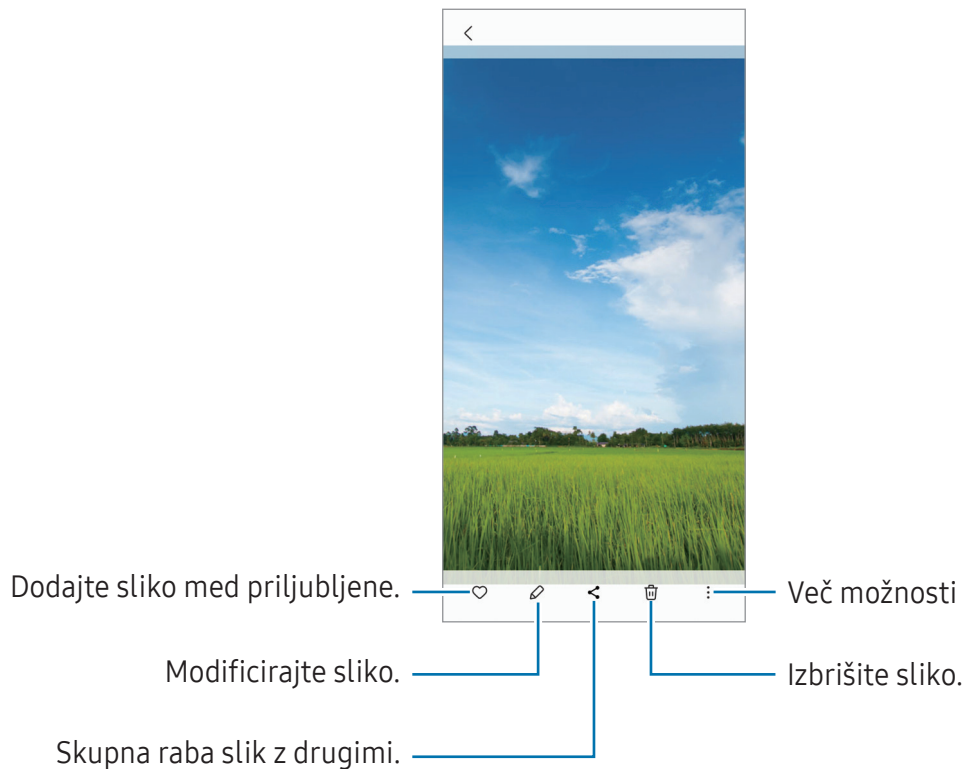 Dodajte sliko med priljubljene.
Več možnosti
Modificirajte sliko.
Izbrišite sliko.
Skupna raba slik z drugimi.